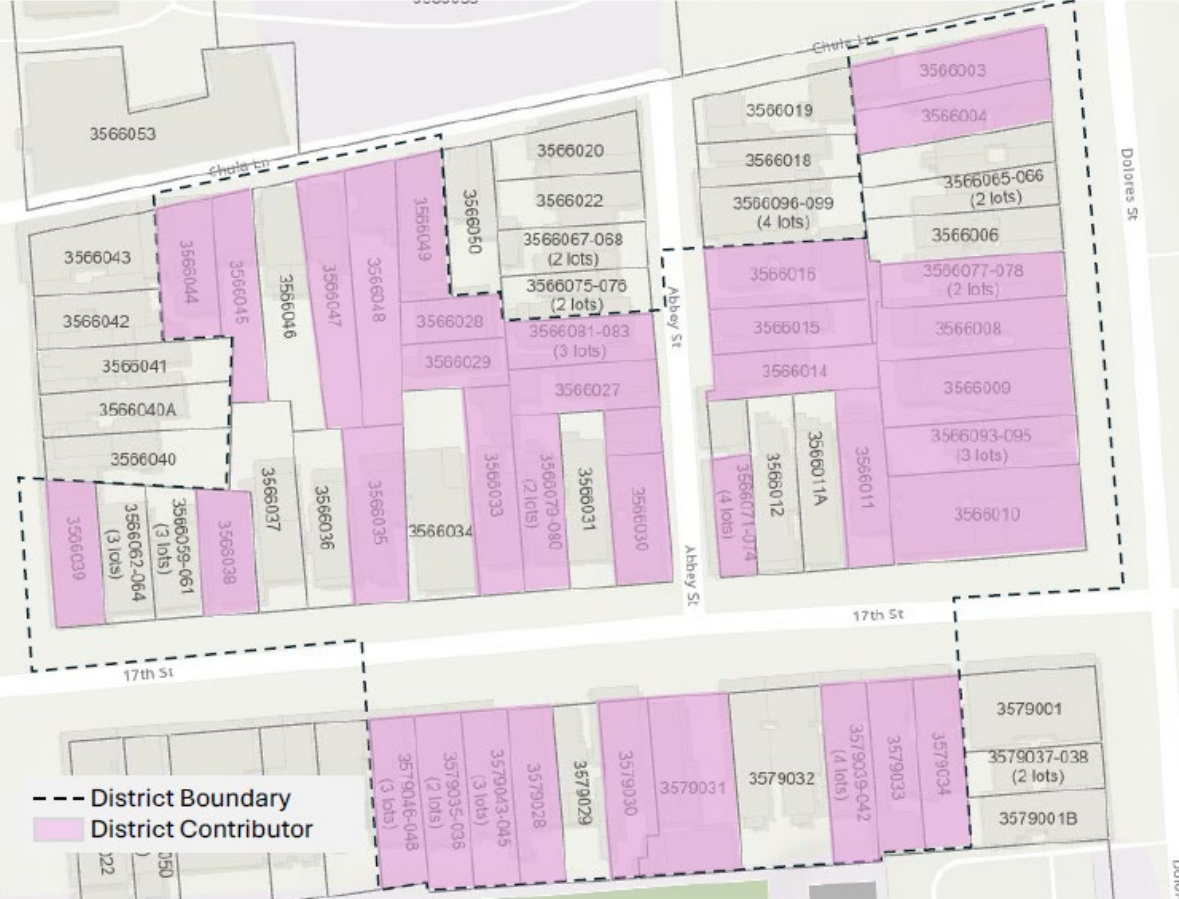 Chula Ln
3566003
3566004
3566019
3566018
3566096-099
(4 lots)
3566065-066
(2 lots)
3566006
Dolores St
3566053
Chula Ln
3566020
3566022
3566067-068
(2 lots)
3566075-076
(2 lots)
3566050
3566049
3566048
3566047
3566046
3566045
3566044
3566043
3566042
3566041
3566040A
3566040
3566028
3566029
3566081-083
(3 lots)
3566027
Abbey St
3566016
3566015
3566014
3566077-078
(2 lots)
3566008
3566009
3566093-095
(3 lots)
3566010
3566039
3566062-064
(3 lots)
3566059-061
(3 lots)
3566038
3566037
3566036
3566035
3566034
3566033
3566079-080
(2 lots)
3566031
3566030
Abbey St
3566071-074
(4 lots)
3566012
3566011A
3566011
17th St
17th St
3579046-048
(3 lots)
3579035-036
(2 lots)
3579043-045
(3 lots)
3579028
3579029
3579030
3579031
3579032
3579039-042
(4 lots)
3579033
3579034
3579001
3579037-038
(2 lots)
3579001B
District Boundary
District Contributor